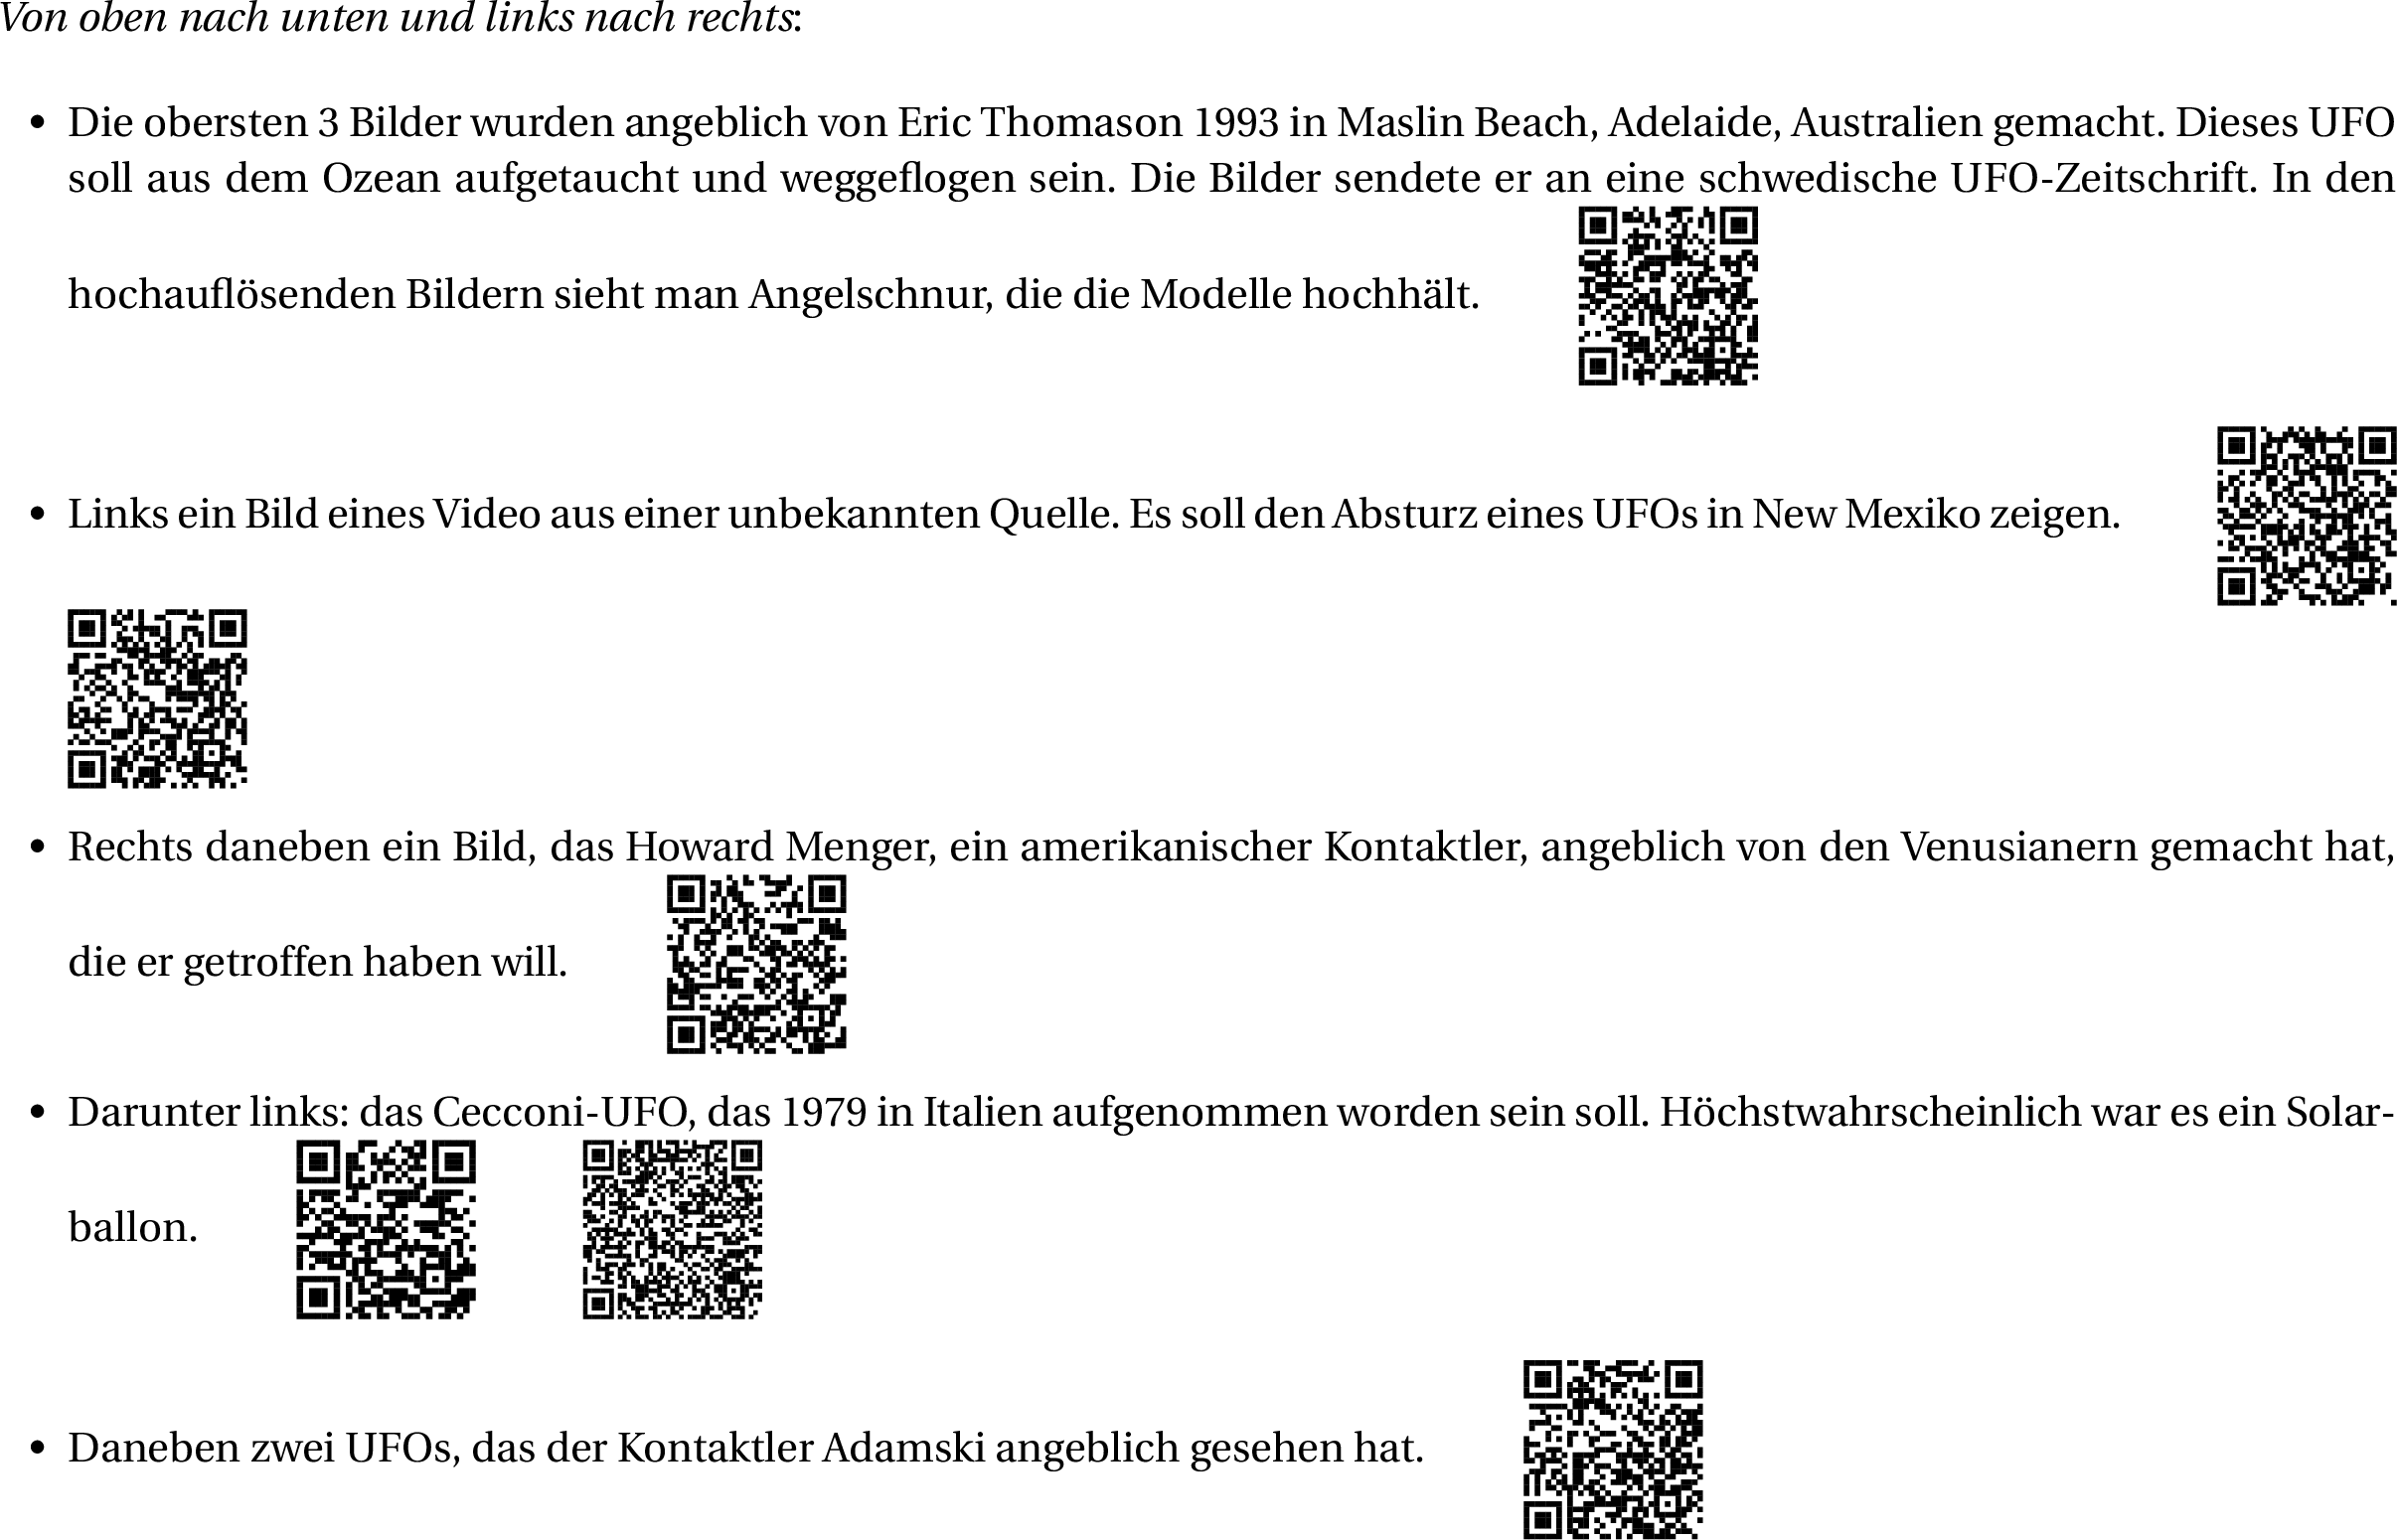 Von oben nach unten und links nach rechts:
• Die obersten 3 Bilder wurden angeblich von Eric Thomason 1993 in Maslin Beach, Adelaide, Australien gemacht. Dieses UFO
soll aus dem Ozean aufgetaucht und weggeflogen sein. Die Bilder sendete er an eine schwedische UFO-Zeitschrift. In den
hochauflösenden Bildern sieht man Angelschnur, die die Modelle hochhält.
• Links ein Bild eines Video aus einer unbekannten Quelle. Es soll den Absturz eines UFOs in New Mexiko zeigen.
• Rechts daneben ein Bild, das Howard Menger, ein amerikanischer Kontaktler, angeblich von den Venusianern gemacht hat,
die er getroffen haben will.
• Darunter links: das Cecconi-UFO, das 1979 in Italien aufgenommen worden sein soll. Höchstwahrscheinlich war es ein Solar-
ballon.
• Daneben zwei UFOs, das der Kontaktler Adamski angeblich gesehen hat.